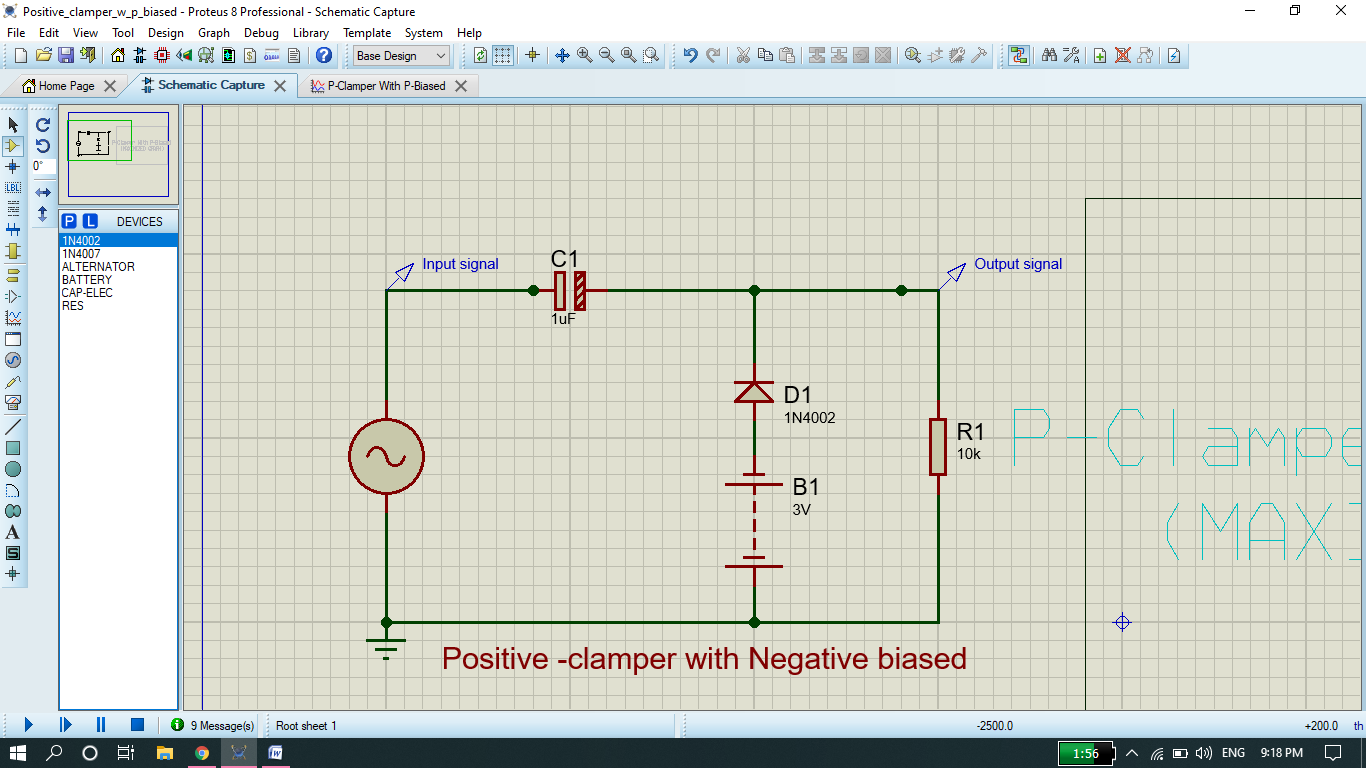 Positive_clamper_w_p_biased - Proteus 8 Professional - Schematic Capture
File Edit View Tool Design Graph Debug Library Template System Help
Base Design
Home Page Schematic Capture P-Clamper With P-Biased
0°
LBL
P L DEVICES
1N4002
1N4007
ALTERNATOR
BATTERY
CAP-ELEC
RES
A
S
C1
Input signal
Output signal
1uF
D1
1N4002
R1
10k
P-Clampe
B1
3V
(MAX
Positive -clamper with Negative biased
9 Message(s) Root sheet 1 -2500.0 +200.0 th
1:56 ENG 9:18 PM